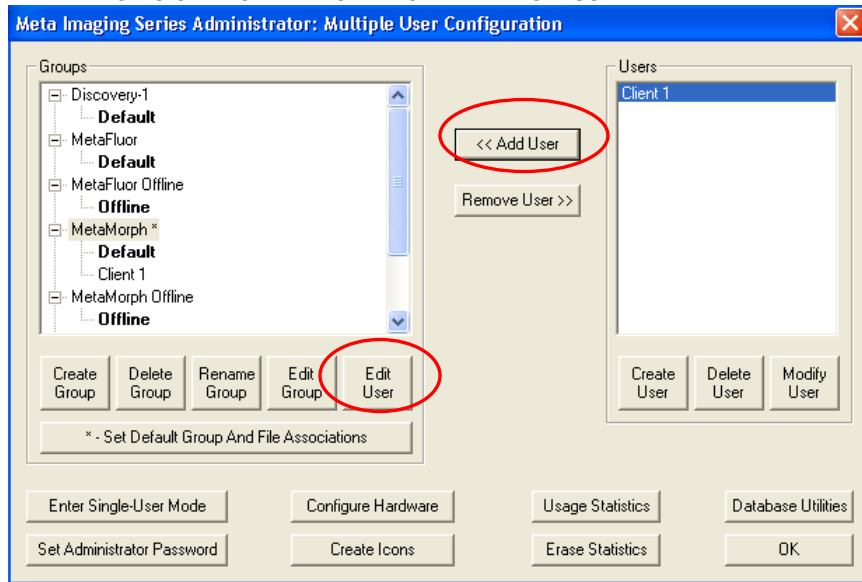 Meta Imaging Series Administrator: Multiple User Configuration
Groups
Discovery-1
Default
MetaFluor
Default
MetaFluor Offline
Offline
MetaMorph *
Default
Client 1
MetaMorph Offline
Offline
Create Group
Delete Group
Rename Group
Edit Group
Edit User
* - Set Default Group And File Associations
<< Add User
Remove User >>
Users
Client 1
Create User
Delete User
Modify User
Enter Single-User Mode
Configure Hardware
Usage Statistics
Database Utilities
Set Administrator Password
Create Icons
Erase Statistics
OK